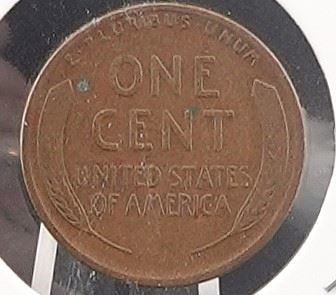 E·PLURIBUS·UNUM
ONE
CENT
UNITED STATES
OF AMERICA